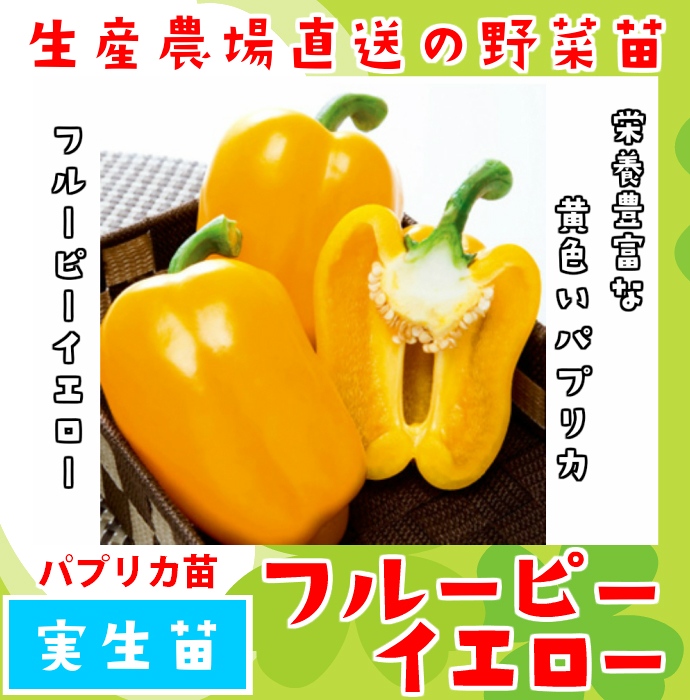 生産農場直送の野菜苗
栄養豊富な
黄色いパプリカ
フルーピーイエロー
パプリカ苗
実生苗
フルーピー
イエロー